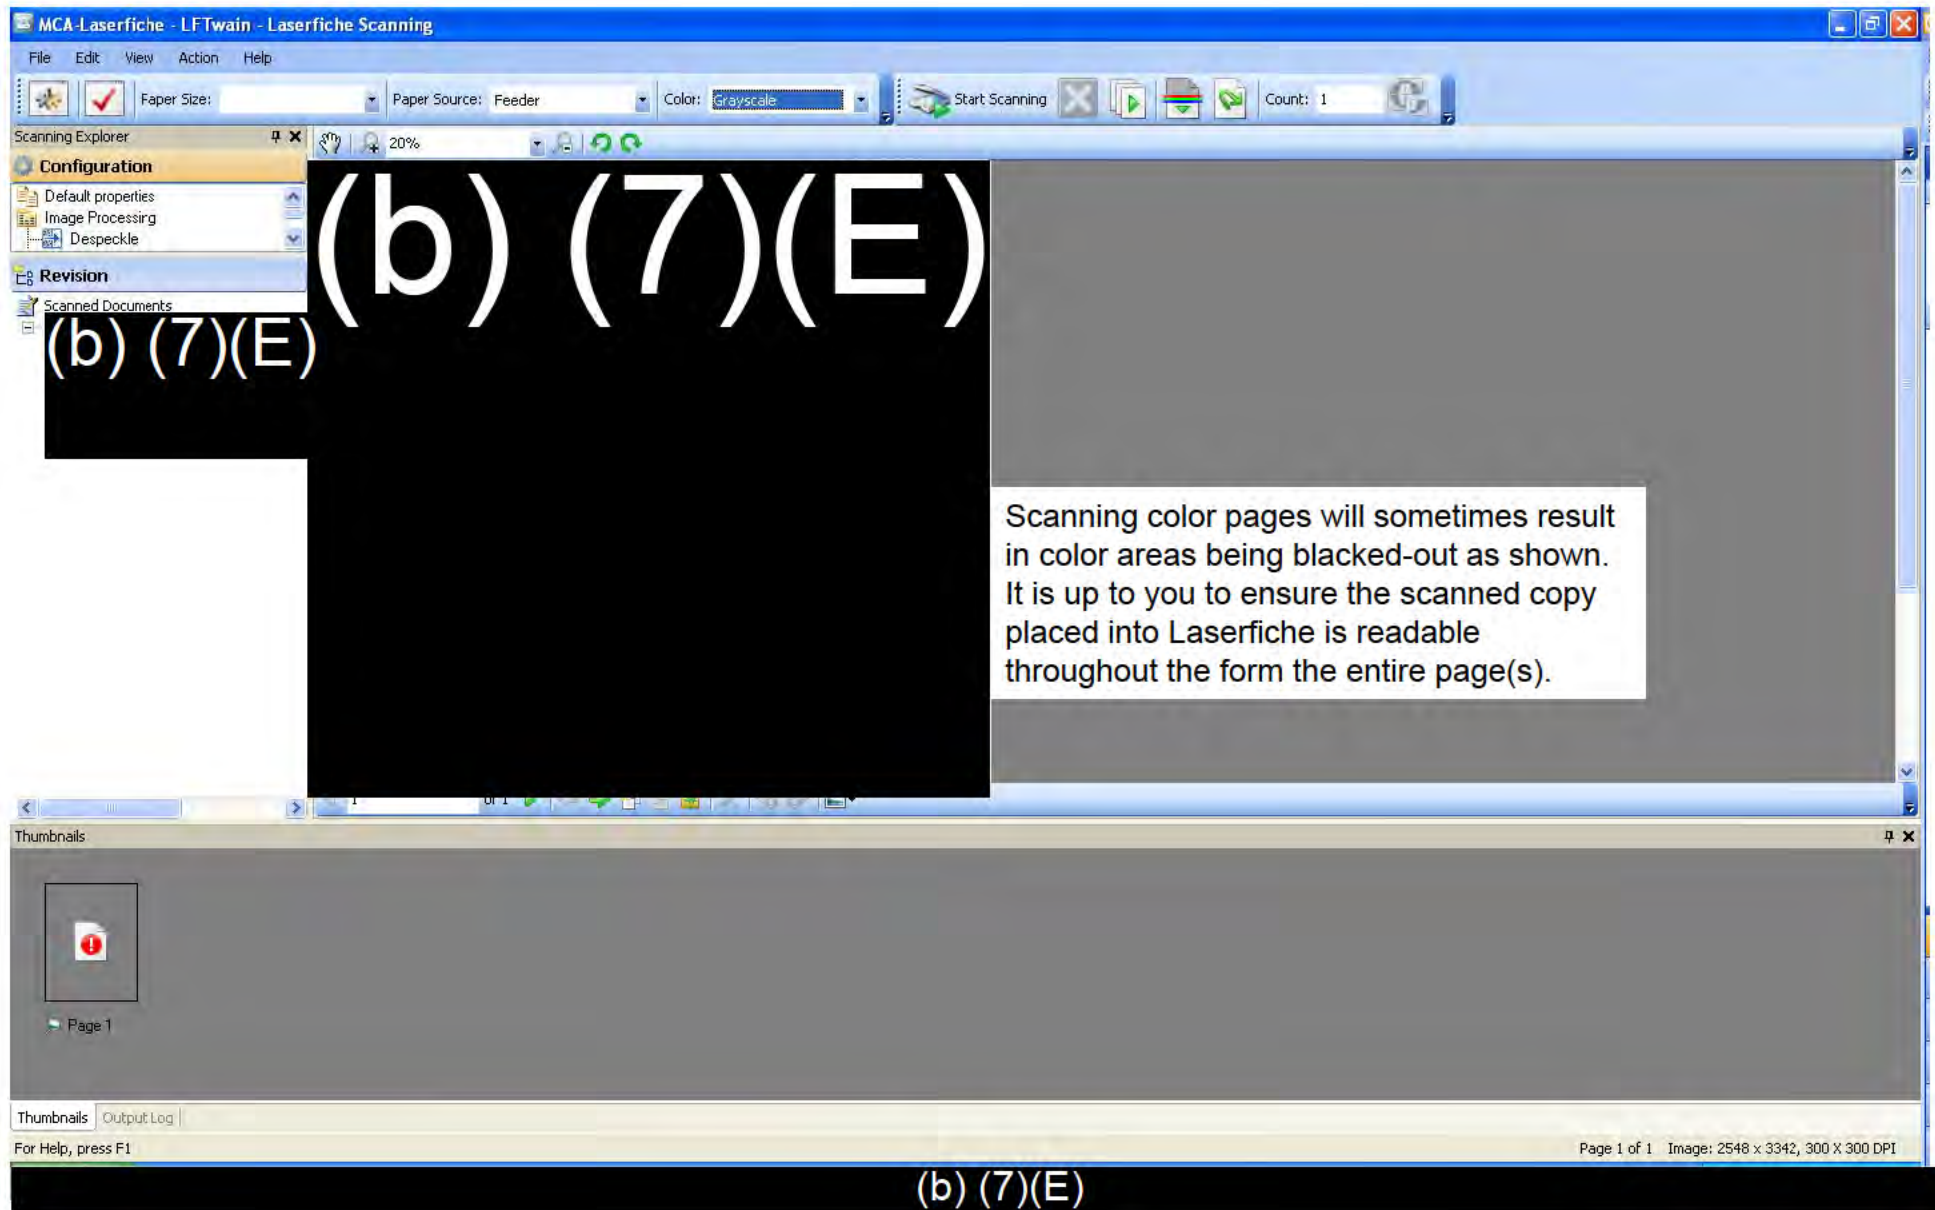 MCA-Laserfiche - LFTwain - Laserfiche Scanning
File Edit View Action Help
Paper Size: Paper Source: Feeder Color: Grayscale Start Scanning Count: 1
Scanning Explorer
20%
Configuration
Default properties
Image Processing
Despeckle
Revision
Scanned Documents
(b) (7)(E)
(b) (7)(E)
Scanning color pages will sometimes result
in color areas being blacked-out as shown.
It is up to you to ensure the scanned copy
placed into Laserfiche is readable
throughout the form the entire page(s).
1 of 1
Thumbnails
Page 1
Thumbnails Output Log
For Help, press F1 Page 1 of 1 Image: 2548 x 3342, 300 X 300 DPI
(b) (7)(E)